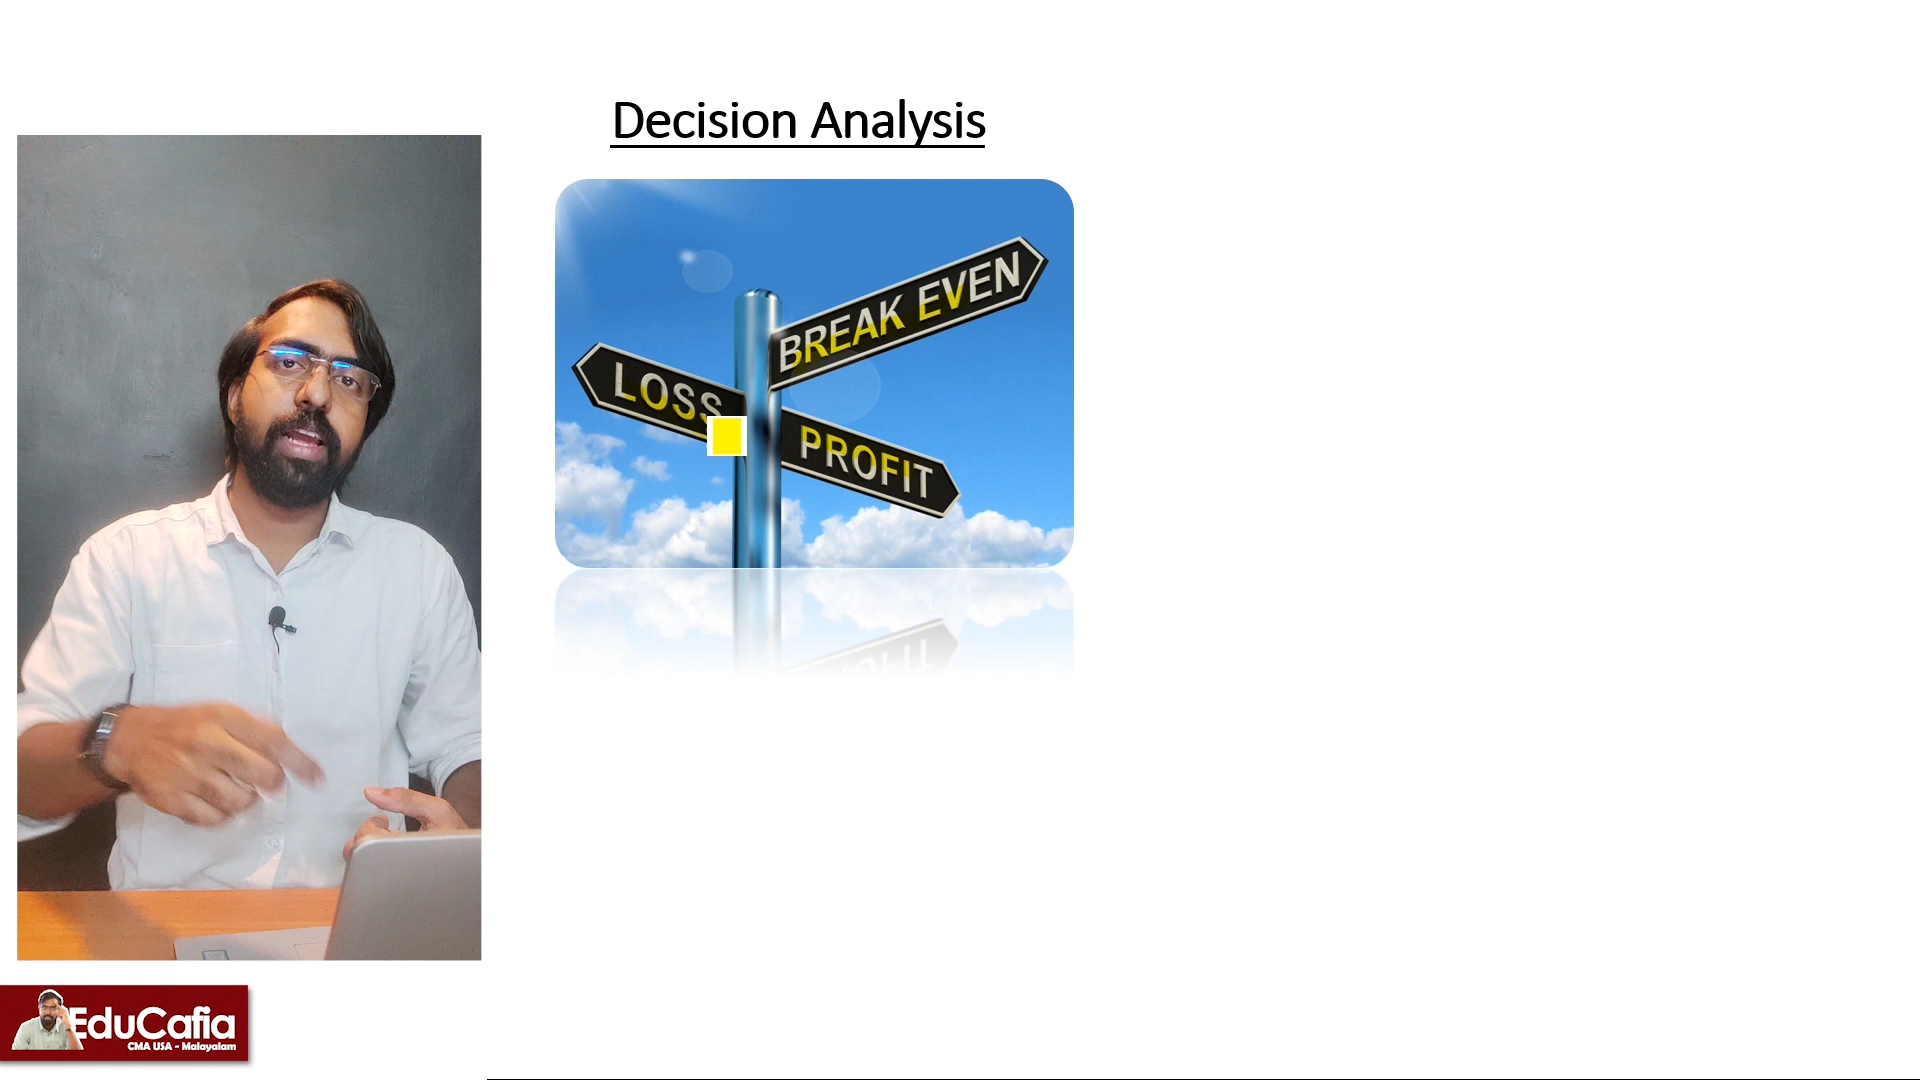 Decision Analysis
BREAK EVEN
LOSS
PROFIT
EduCafia
CMA USA - Malayalam